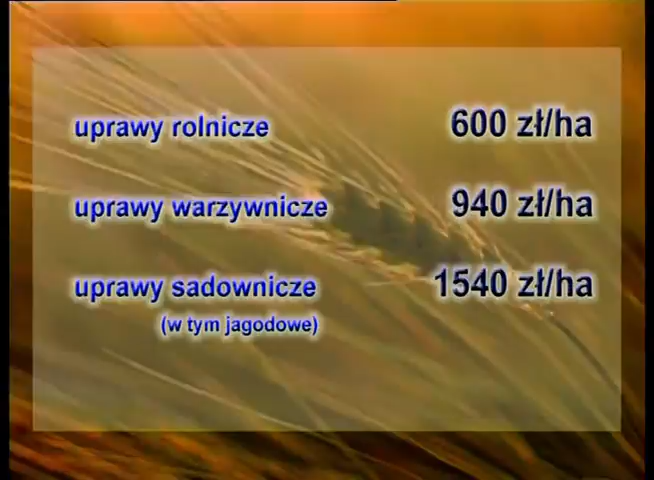 uprawy rolnicze 600 zł/ha
uprawy warzywnicze 940 zł/ha
uprawy sadownicze 1540 zł/ha
(w tym jagodowe)